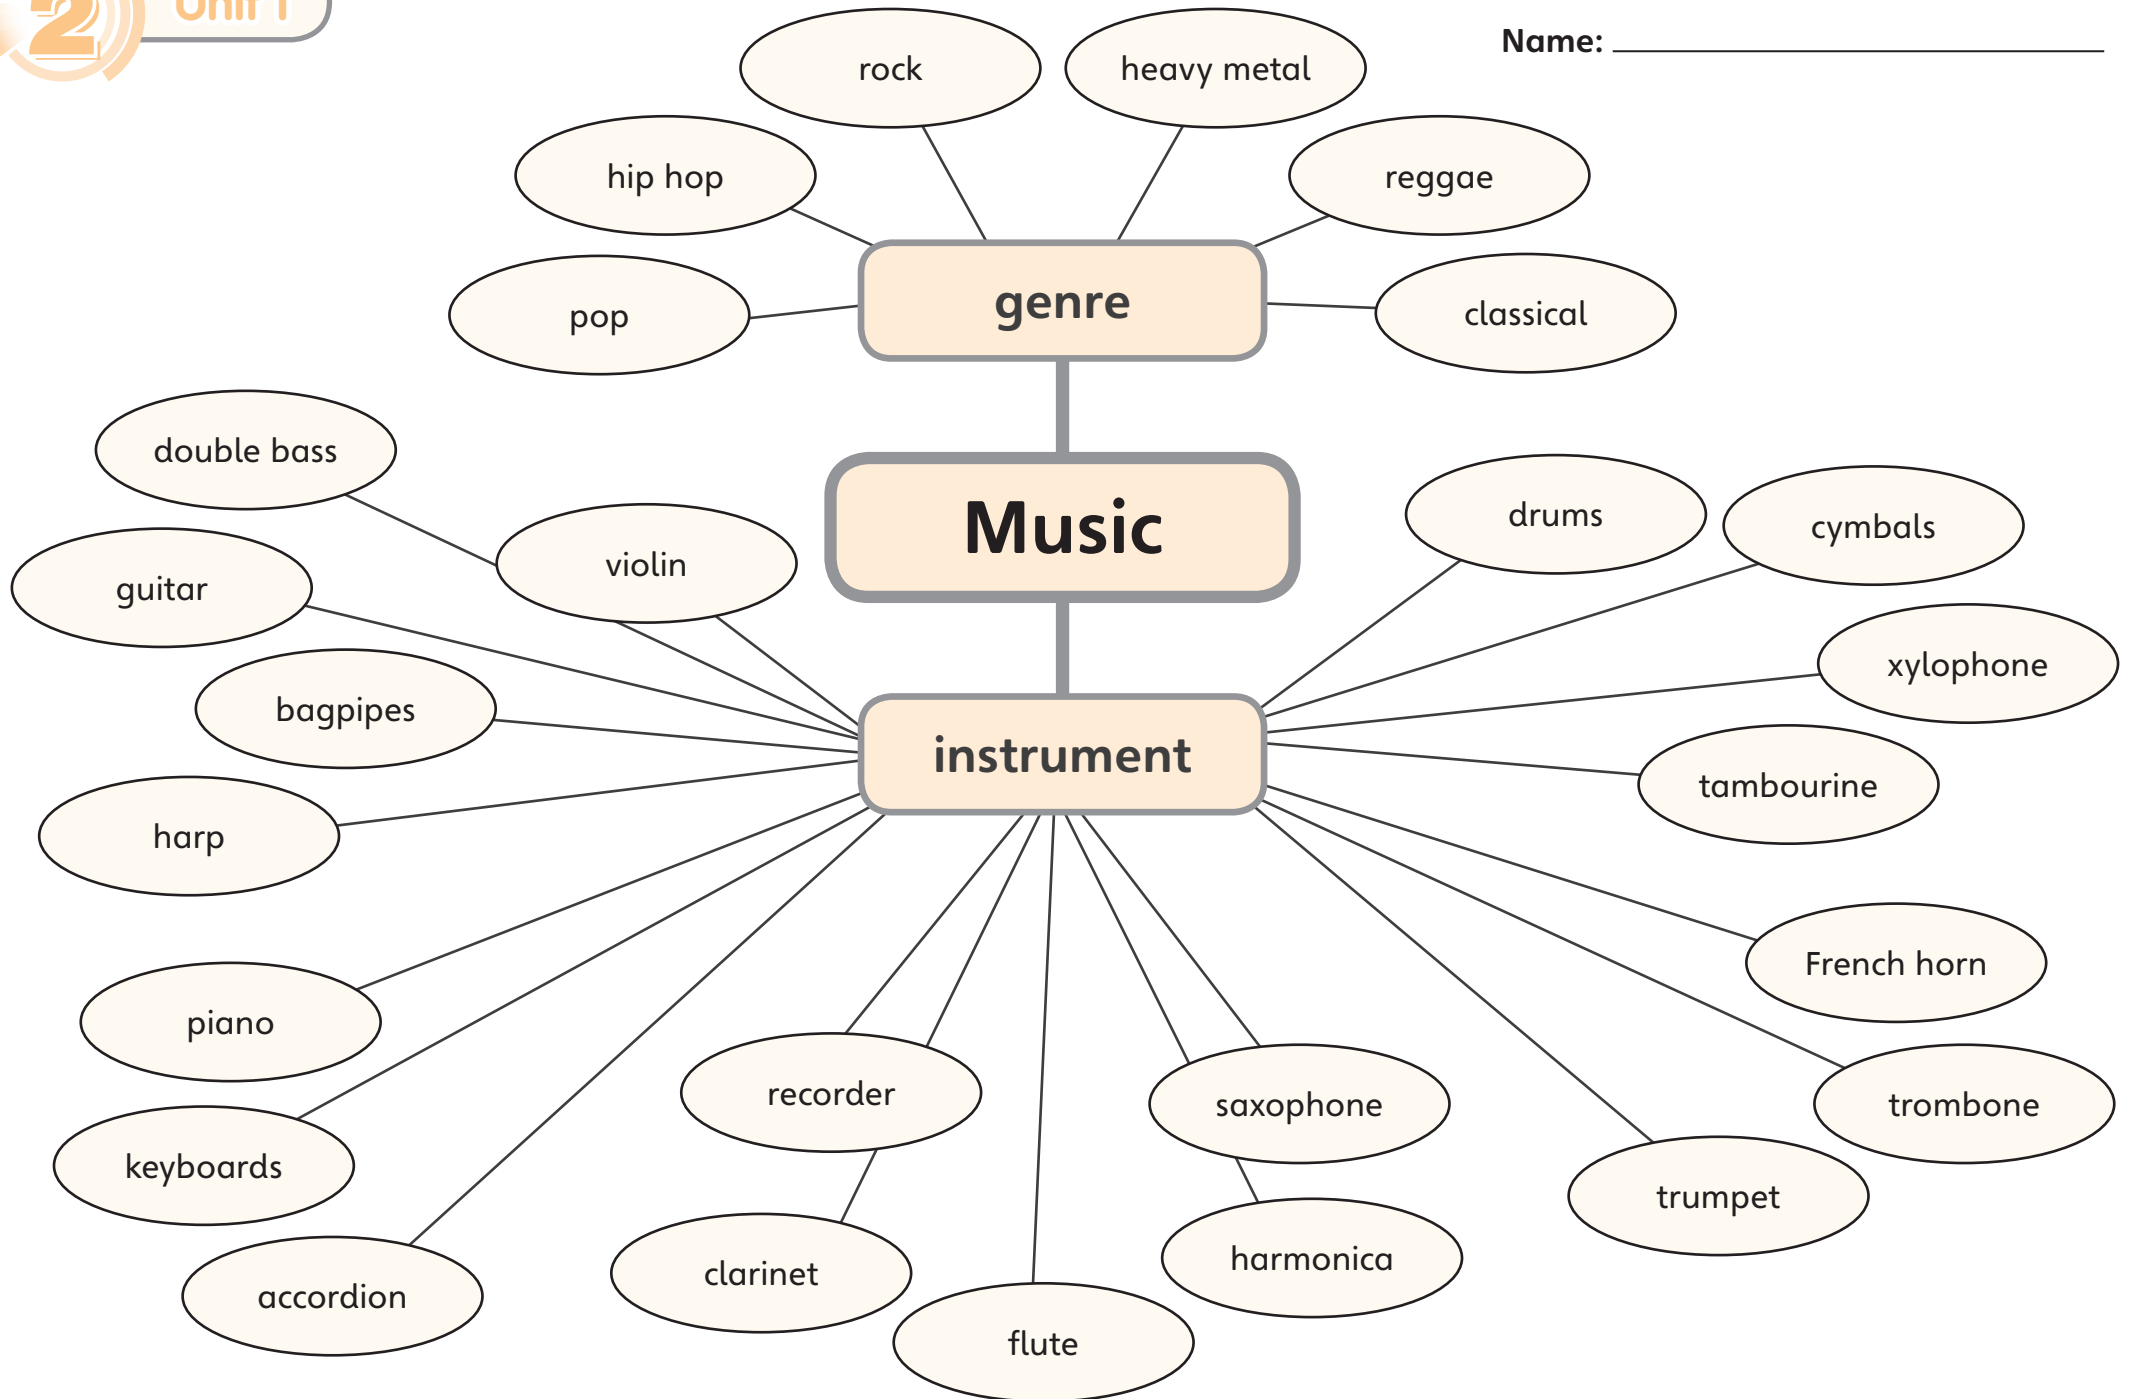 2
Unit 1
Name:
rock
heavy metal
hip hop
reggae
genre
pop
classical
double bass
Music
drums
cymbals
violin
guitar
xylophone
bagpipes
instrument
tambourine
harp
French horn
piano
recorder
saxophone
trombone
keyboards
trumpet
harmonica
clarinet
accordion
flute